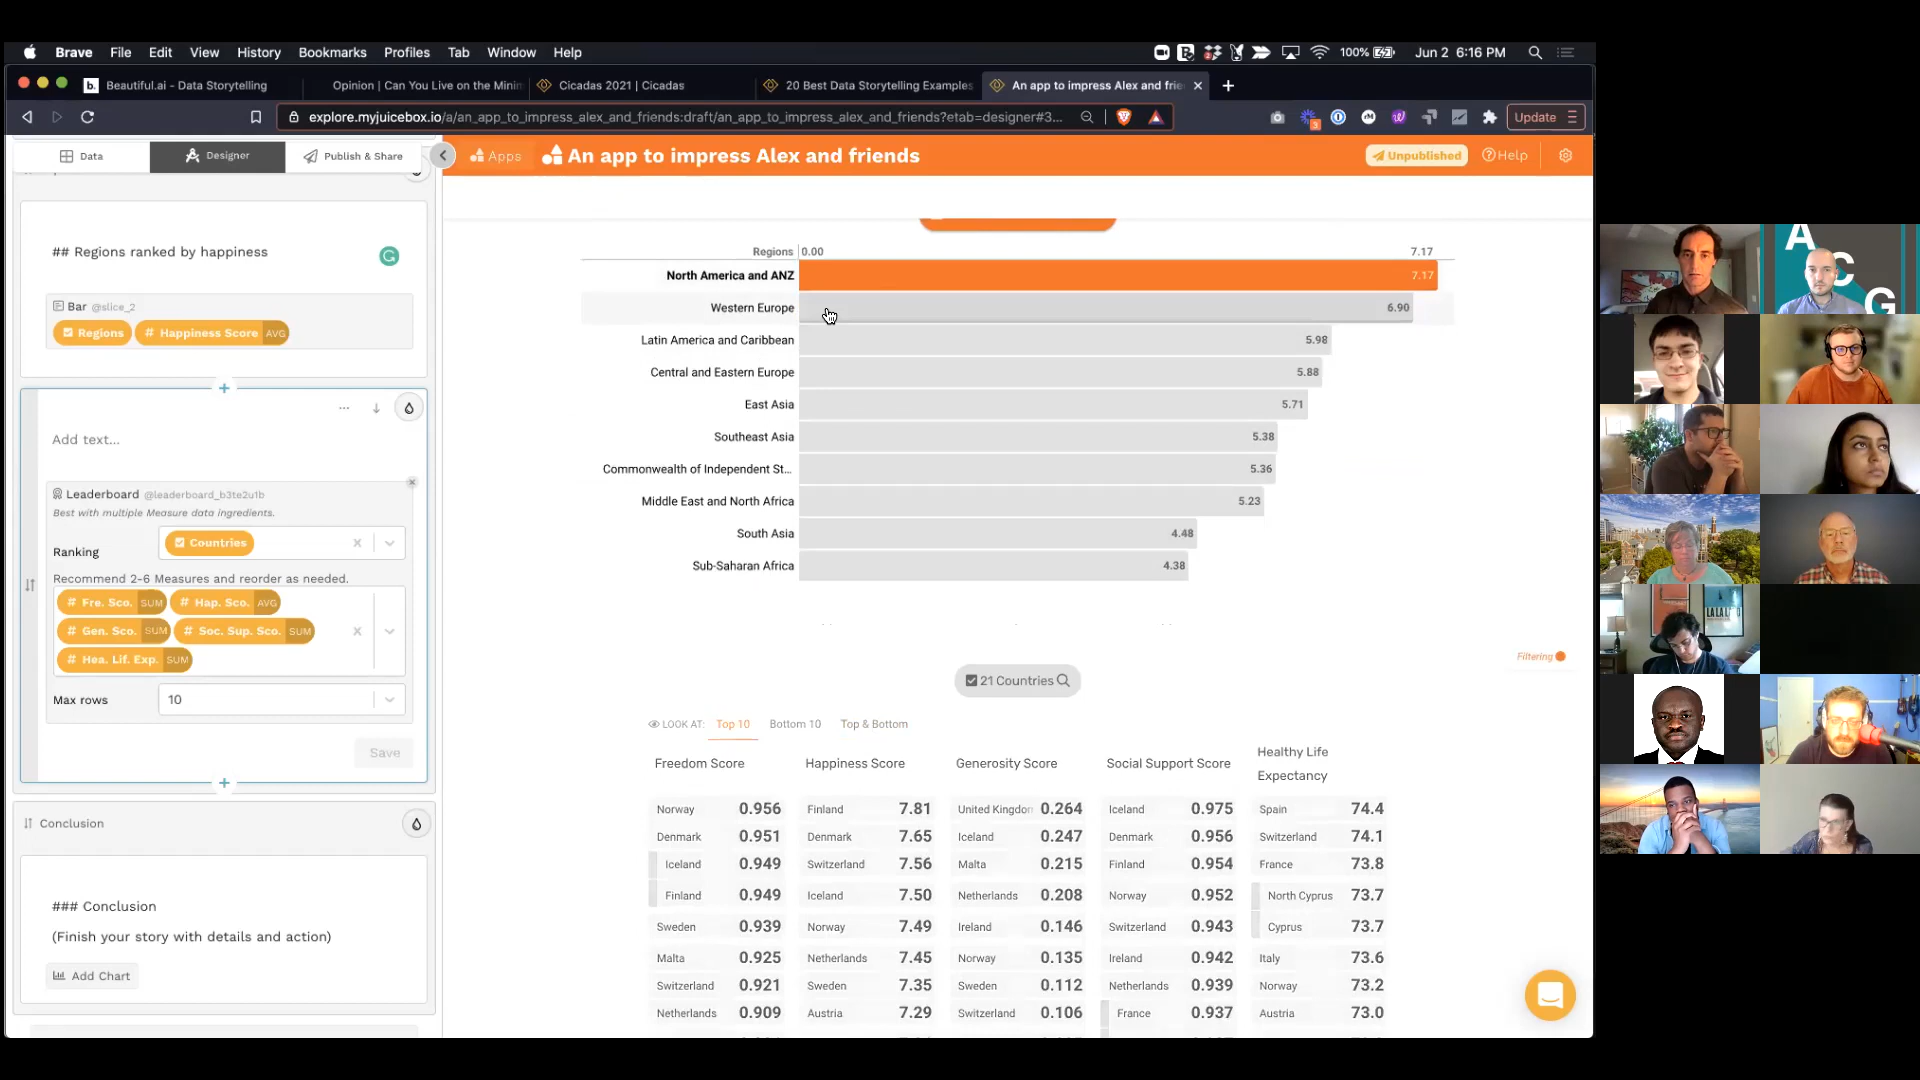 Brave File Edit View History Bookmarks Profiles Tab Window Help 100% Jun 2 6:16 PM
b. Beautiful.ai - Data Storytelling Opinion | Can You Live on the Minim Cicadas 2021 | Cicadas 20 Best Data Storytelling Examples An app to impress Alex and frie
explore.myjuicebox.io/a/an_app_to_impress_alex_and_friends:draft/an_app_to_impress_alex_and_friends?etab=designer#3... Update
Data Designer Publish & Share Apps An app to impress Alex and friends Unpublished Help
## Regions ranked by happiness
Bar @slice_2
Regions # Happiness Score AVG
Add text...
Leaderboard @leaderboard_b3te2u1b
Best with multiple Measure data ingredients.
Ranking Countries
Recommend 2-6 Measures and reorder as needed.
# Fre. Sco. SUM # Hap. Sco. AVG
# Gen. Sco. SUM # Soc. Sup. Sco. SUM
# Hea. Lif. Exp. SUM
Max rows 10
Save
Conclusion
### Conclusion
(Finish your story with details and action)
Add Chart
Regions 0.00 7.17
North America and ANZ 7.17
Western Europe 6.90
Latin America and Caribbean 5.98
Central and Eastern Europe 5.88
East Asia 5.71
Southeast Asia 5.38
Commonwealth of Independent St... 5.36
Middle East and North Africa 5.23
South Asia 4.48
Sub-Saharan Africa 4.38
Filtering
21 Countries
LOOK AT: Top 10 Bottom 10 Top & Bottom
Freedom Score Happiness Score Generosity Score Social Support Score Healthy Life Expectancy
Norway 0.956 Finland 7.81 United Kingdom 0.264 Iceland 0.975 Spain 74.4
Denmark 0.951 Denmark 7.65 Iceland 0.247 Denmark 0.956 Switzerland 74.1
Iceland 0.949 Switzerland 7.56 Malta 0.215 Finland 0.954 France 73.8
Finland 0.949 Iceland 7.50 Netherlands 0.208 Norway 0.952 North Cyprus 73.7
Sweden 0.939 Norway 7.49 Ireland 0.146 Switzerland 0.943 Cyprus 73.7
Malta 0.925 Netherlands 7.45 Norway 0.135 Ireland 0.942 Italy 73.6
Switzerland 0.921 Sweden 7.35 Sweden 0.112 Netherlands 0.939 Norway 73.2
Netherlands 0.909 Austria 7.29 Switzerland 0.106 France 0.937 Austria 73.0
A
C
G
LA LA